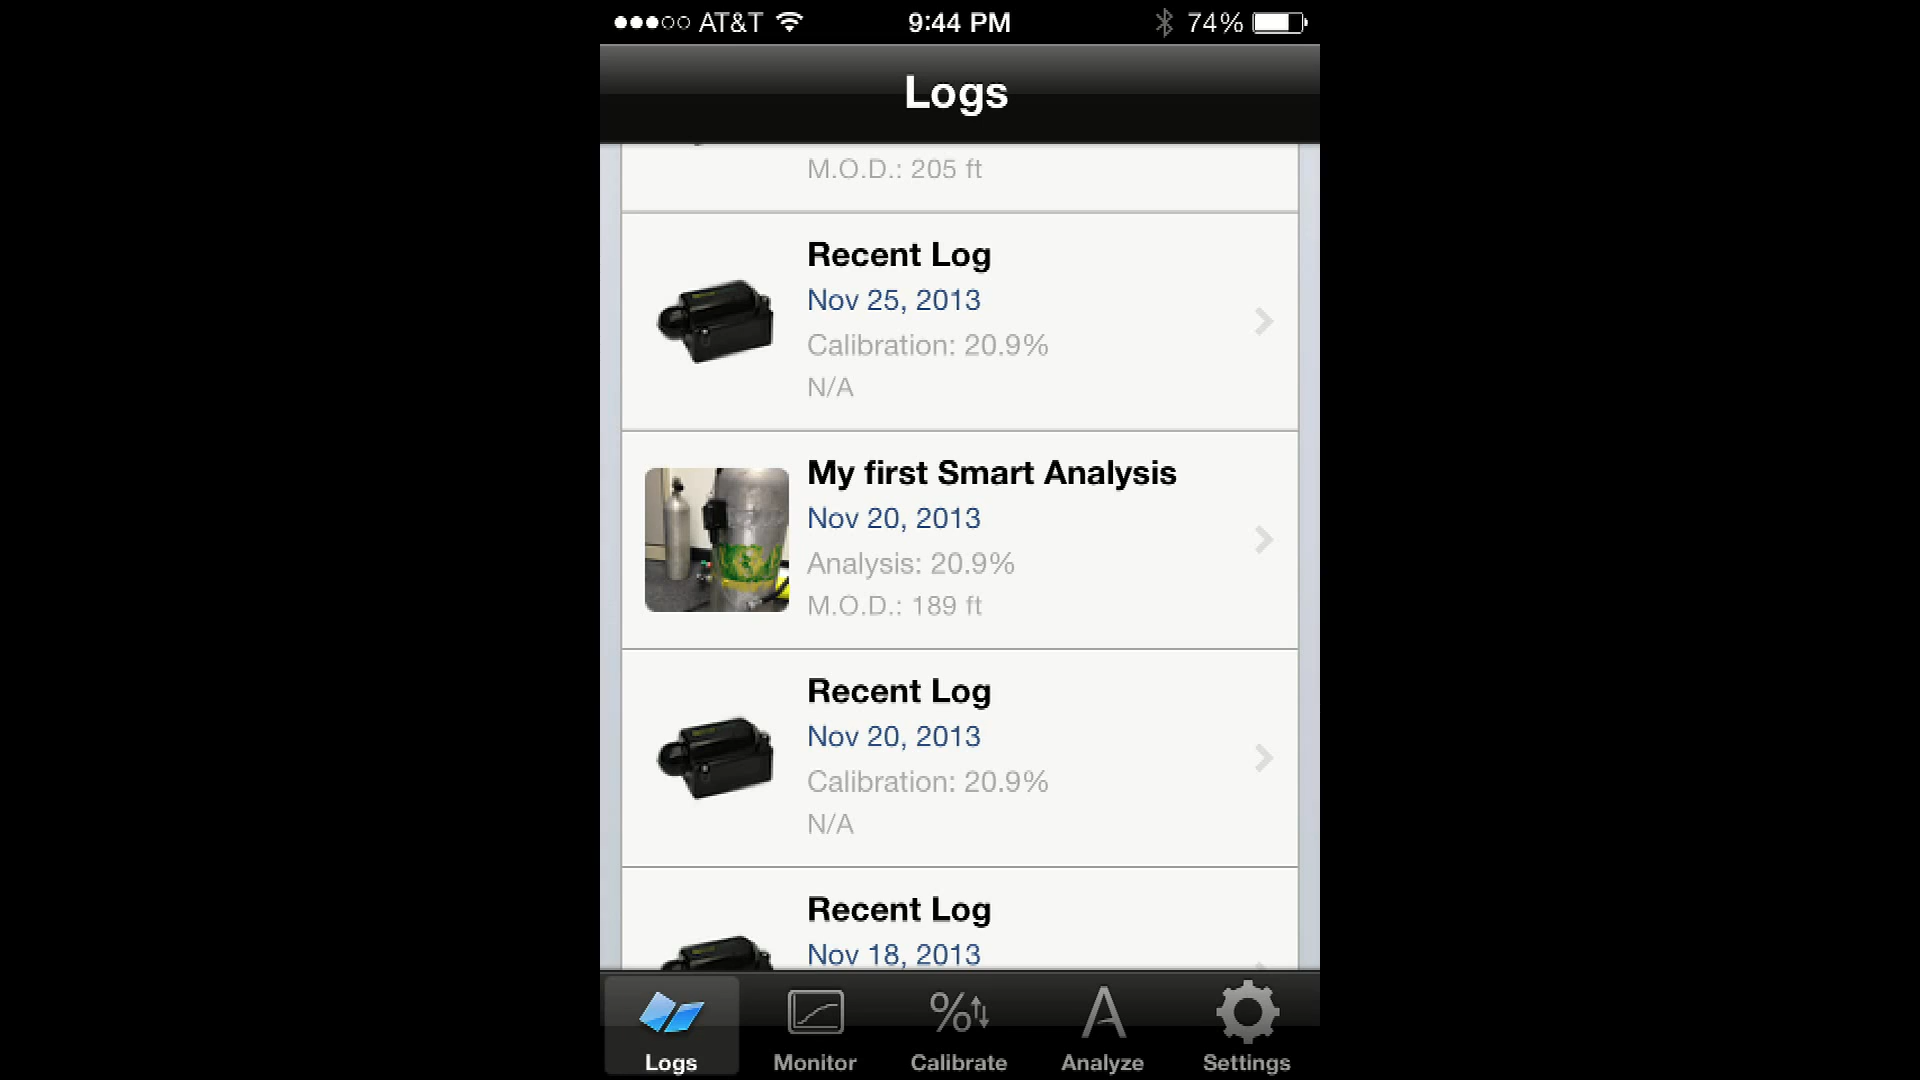 AT&T 9:44 PM 74%
Logs
M.O.D.: 205 ft
Recent Log
Nov 25, 2013
Calibration: 20.9%
N/A
My first Smart Analysis
Nov 20, 2013
Analysis: 20.9%
M.O.D.: 189 ft
Recent Log
Nov 20, 2013
Calibration: 20.9%
N/A
Recent Log
Nov 18, 2013
Logs Monitor Calibrate Analyze Settings